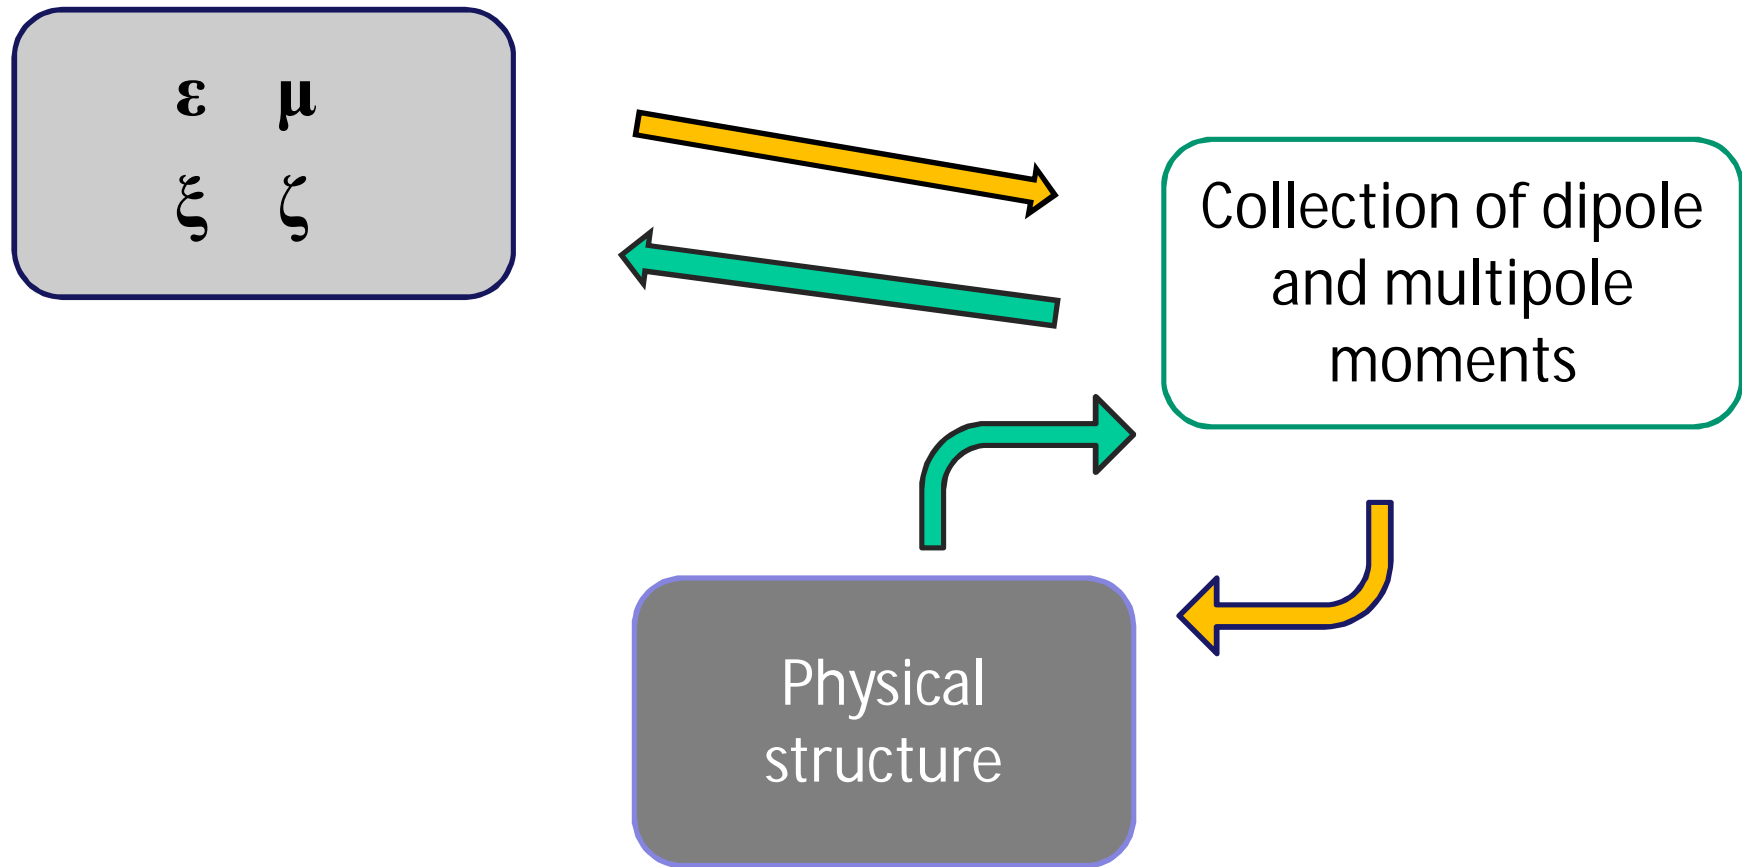 ε μ
ξ ζ
Collection of dipole
and multipole
moments
Physical
structure